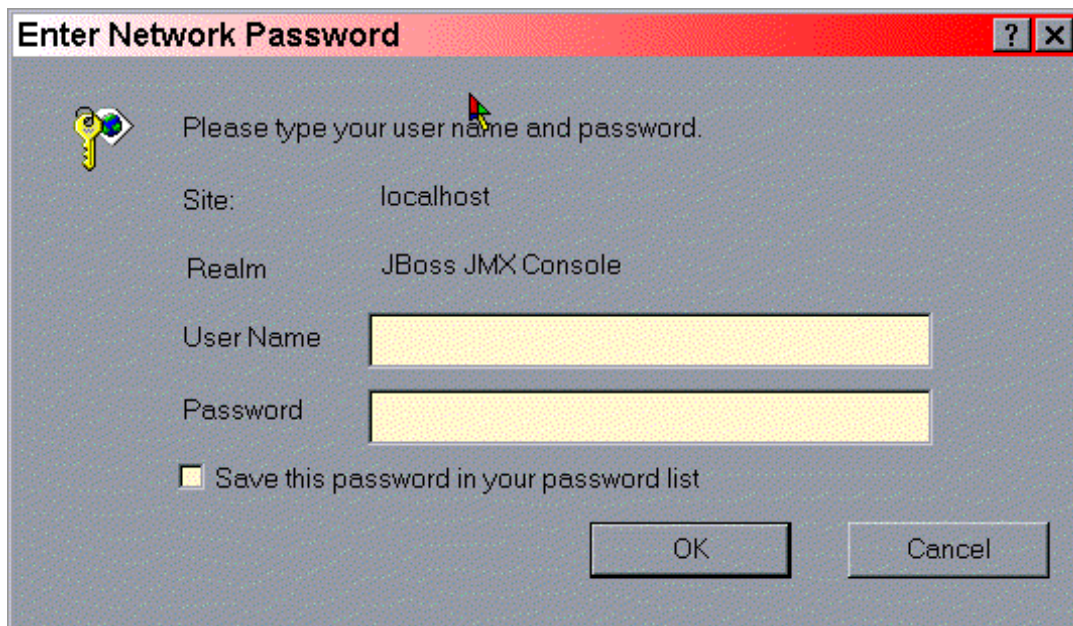 Enter Network Password
Please type your user name and password.
Site: localhost
Realm JBoss JMX Console
User Name
Password
Save this password in your password list
OK Cancel